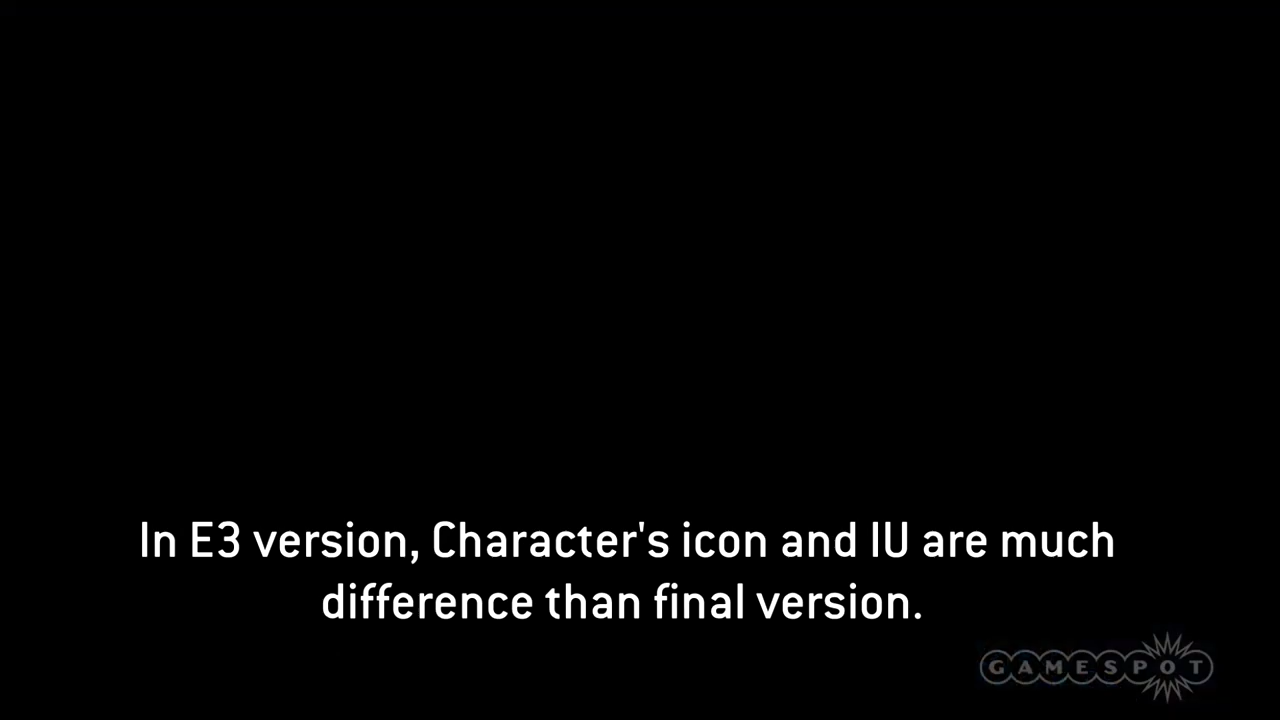 In E3 version, Character's icon and IU are much
difference than final version.
GAMESPOT